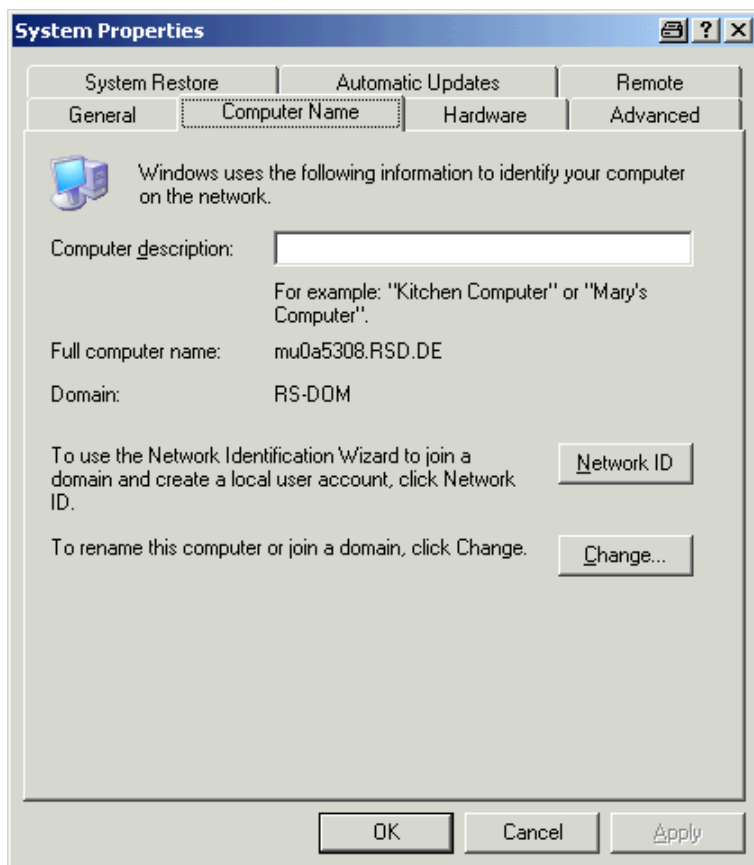 System Properties
System Restore Automatic Updates Remote
General Computer Name Hardware Advanced
Windows uses the following information to identify your computer
on the network.
Computer description:
For example: "Kitchen Computer" or "Mary's
Computer".
Full computer name: mu0a5308.RSD.DE
Domain: RS-DOM
To use the Network Identification Wizard to join a
domain and create a local user account, click Network
ID.
Network ID
To rename this computer or join a domain, click Change.
Change...
OK Cancel Apply